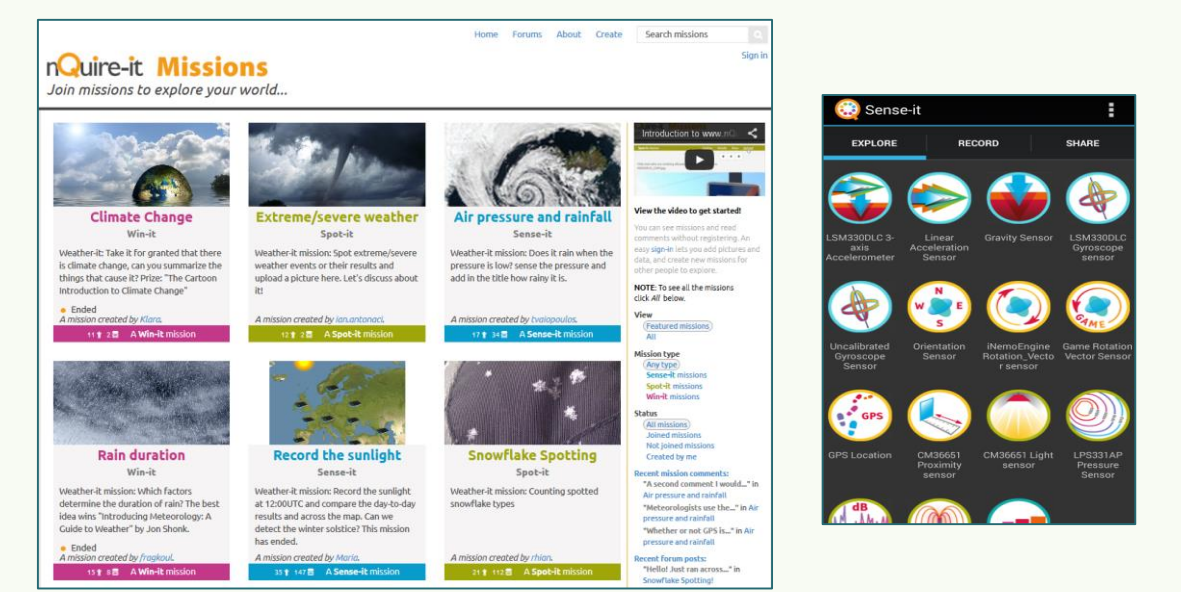 Home Forums About Create Search missions
Sign in
nQuire-it Missions
Join missions to explore your world...
Climate Change
Win-it
Weather-it: Take it for granted that there
is climate change, can you summarize the
things that cause it? Prize: "The Cartoon
Introduction to Climate Change"
Ended
A mission created by Klara.
11 2 A Win-it mission
Extreme/severe weather
Spot-it
Weather-it mission: Spot extreme/severe
weather events or their results and
upload a picture here. Let's discuss about
it!
A mission created by ian.antonaci.
12 2 A Spot-it mission
Air pressure and rainfall
Sense-it
Weather-it mission: Does it rain when the
pressure is low? sense the pressure and
add in the title how rainy it is.
A mission created by tvaiopoulos.
17 34 A Sense-it mission
Rain duration
Win-it
Weather-it mission: Which factors
determine the duration of rain? The best
idea wins "Introducing Meteorology: A
Guide to Weather" by Jon Shonk.
Ended
A mission created by fragkoul.
15 8 A Win-it mission
Record the sunlight
Sense-it
Weather-it mission: Record the sunlight
at 12:00UTC and compare the day-to-day
results and across the map. Can we
detect the winter solstice? This mission
has ended.
A mission created by Maria.
35 147 A Sense-it mission
Snowflake Spotting
Spot-it
Weather-it mission: Counting spotted
snowflake types
A mission created by rhian.
21 112 A Spot-it mission
Introduction to www.nQ
View the video to get started!
You can see missions and read
comments without registering. An
easy sign-in lets you add pictures and
data, and create new missions for
other people to explore.
NOTE: To see all the missions
click All below.
View
Featured missions
All
Mission type
Any type
Sense-it missions
Spot-it missions
Win-it missions
Status
All missions
Joined missions
Not joined missions
Created by me
Recent mission comments:
"A second comment I would..." in
Air pressure and rainfall
"Meteorologists use the..." in Air
pressure and rainfall
"Whether or not GPS is..." in Air
pressure and rainfall
Recent forum posts:
"Hello! Just ran across..." in
Snowflake Spotting!
Sense-it
EXPLORE RECORD SHARE
LSM330DLC 3-
axis
Accelerometer
Linear
Acceleration
Sensor
Gravity Sensor
LSM330DLC
Gyroscope
sensor
Uncalibrated
Gyroscope
Sensor
N
W E
S
Orientation
Sensor
iNemoEngine
Rotation_Vecto
r sensor
GAME
Game Rotation
Vector Sensor
GPS
GPS Location
CM36651
Proximity
sensor
CM36651 Light
sensor
LPS331AP
Pressure
Sensor
dB